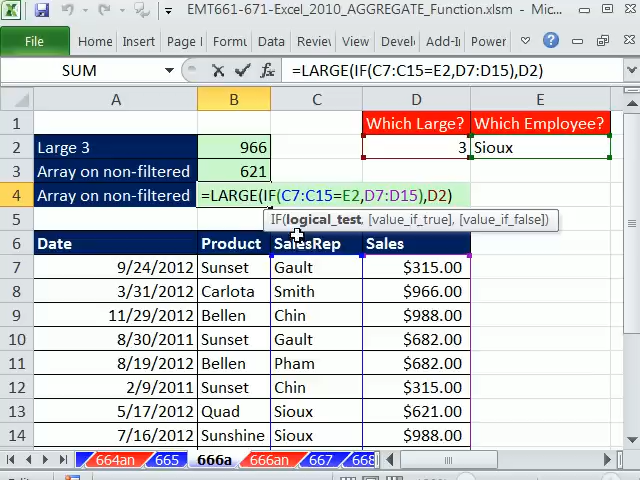 EMT661-671-Excel_2010_AGGREGATE_Function.xlsm - Mic...
File Home Insert Page Form Data Revi View Deve Add-I Pow
SUM =LARGE(IF(C7:C15=E2,D7:D15),D2)
A B C D E
1 Which Large? Which Employee?
2 Large 3 966 3 Sioux
3 Array on non-filtered 621
4 Array on non-filtered =LARGE(IF(C7:C15=E2,D7:D15),D2)
5 IF(logical_test, [value_if_true], [value_if_false])
6 Date Product SalesRep Sales
7 9/24/2012 Sunset Gault $315.00
8 3/31/2012 Carlota Smith $966.00
9 11/29/2012 Bellen Chin $988.00
10 8/30/2011 Sunset Gault $682.00
11 8/19/2012 Bellen Pham $682.00
12 2/9/2011 Sunset Chin $315.00
13 5/17/2012 Quad Sioux $621.00
14 7/16/2012 Sunshine Sioux $988.00
664an 665 666a 666an 667 668
Edit